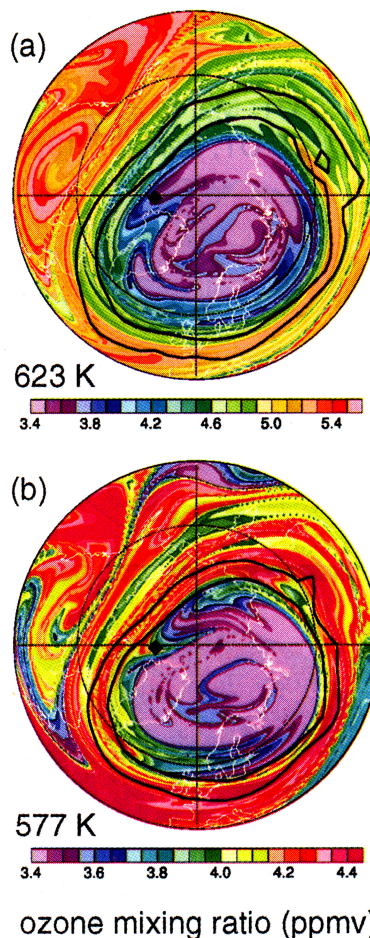 (a)
623 K
3.4 3.8 4.2 4.6 5.0 5.4
(b)
577 K
3.4 3.6 3.8 4.0 4.2 4.4
ozone mixing ratio (ppmv)